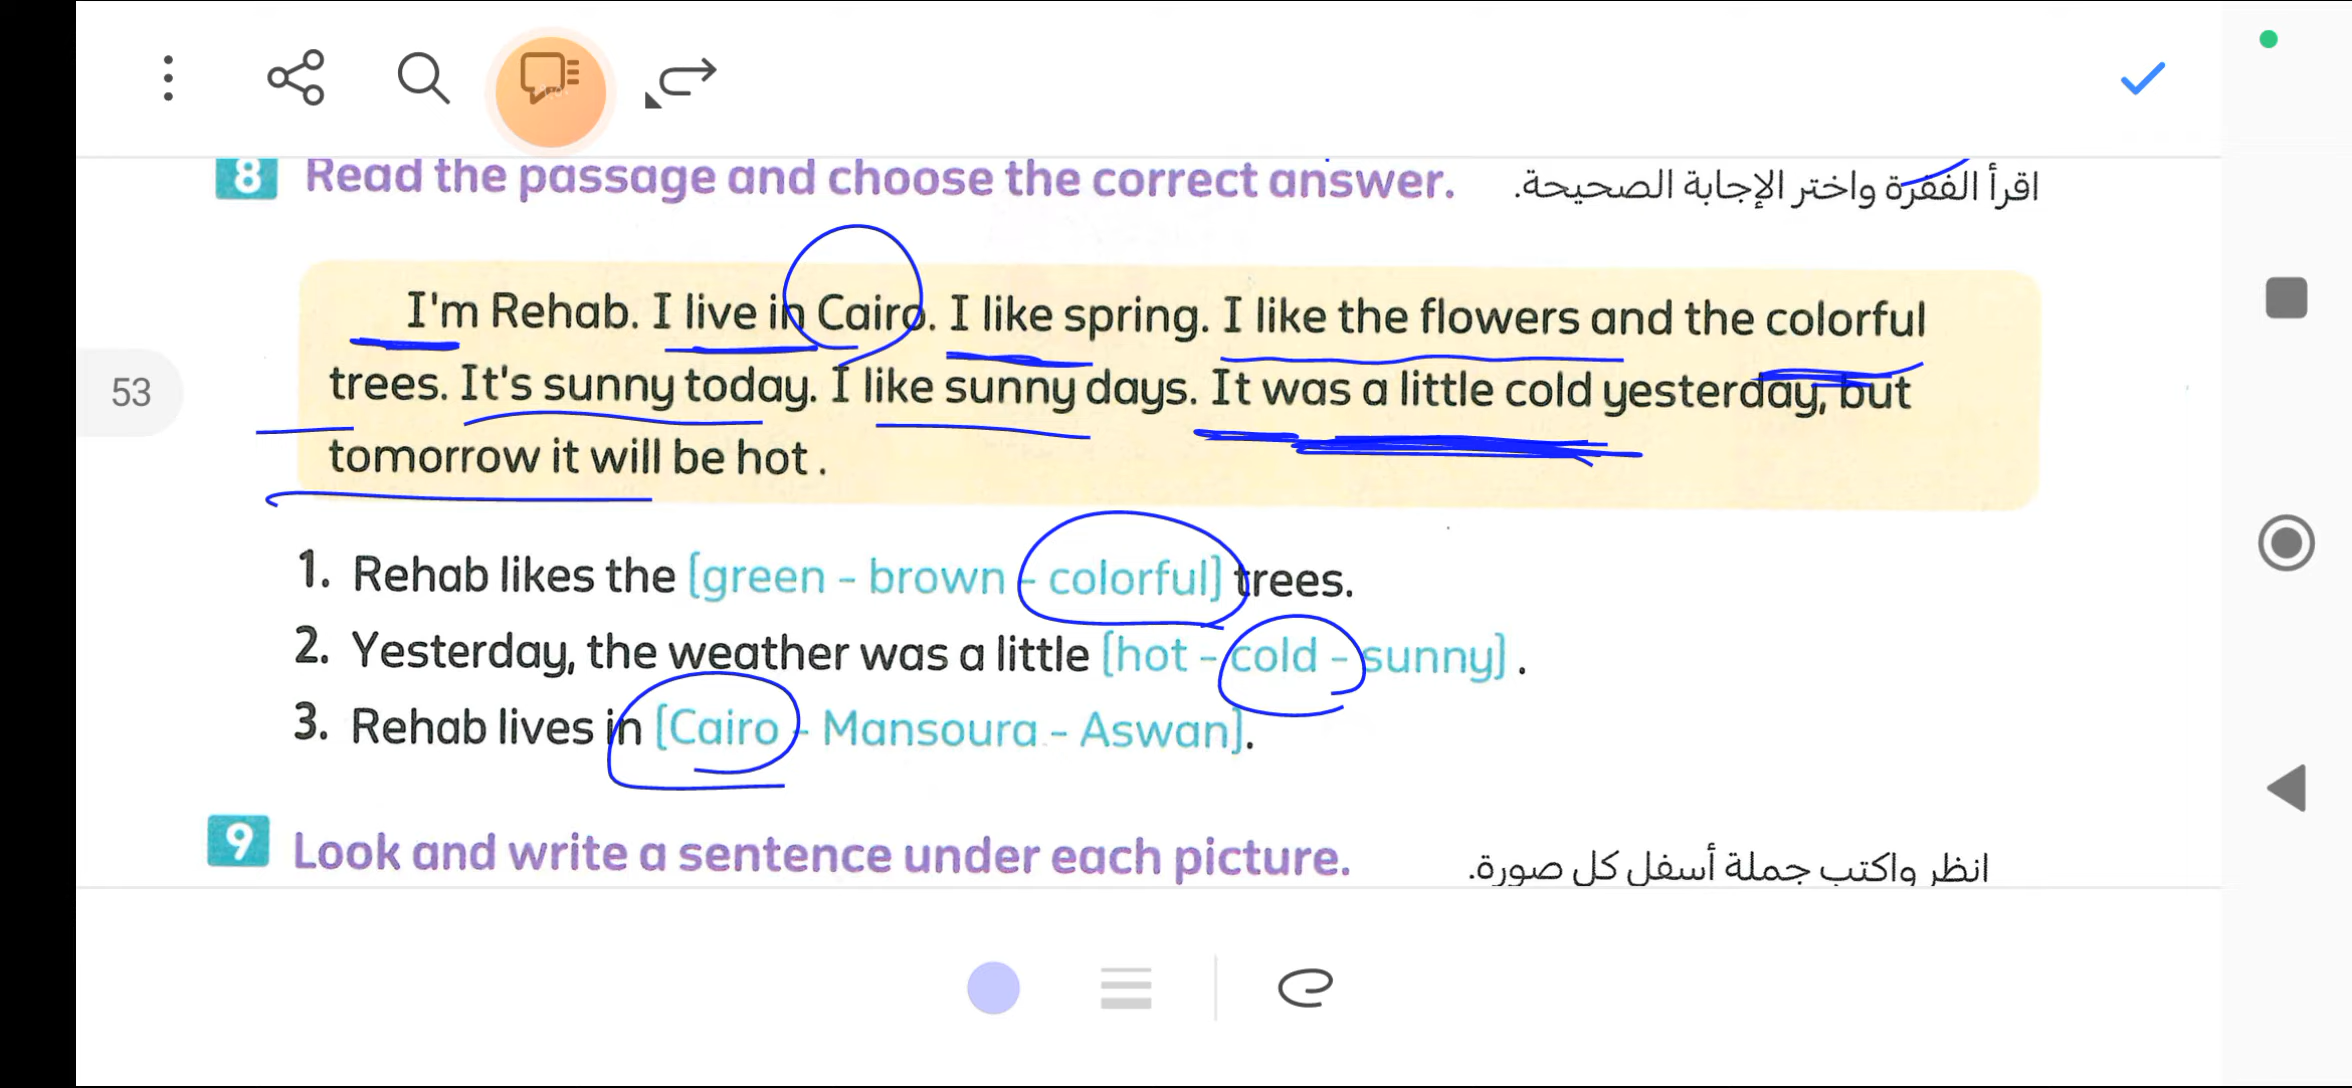 8 Read the passage and choose the correct answer. اقرأ الفقرة واختر الإجابة الصحيحة.
I'm Rehab. I live in Cairo. I like spring. I like the flowers and the colorful
trees. It's sunny today. I like sunny days. It was a little cold yesterday, but
53
tomorrow it will be hot .
1. Rehab likes the [green - brown - colorful] trees.
2. Yesterday, the weather was a little [hot - cold - sunny] .
3. Rehab lives in [Cairo - Mansoura - Aswan].
9 Look and write a sentence under each picture. انظر واكتب جملة أسفل كل صورة.